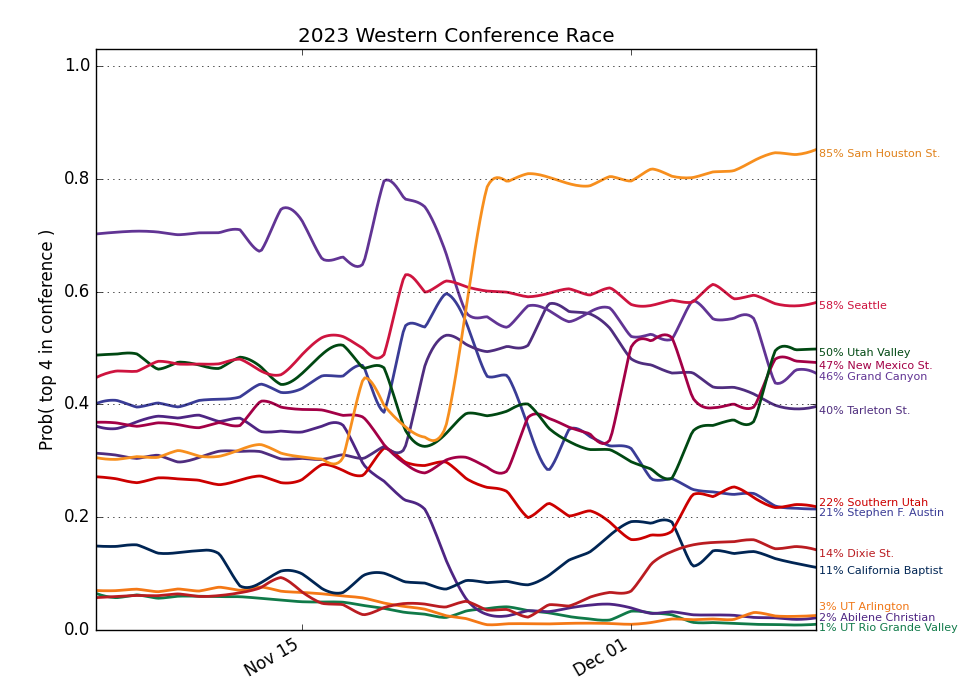 2023 Western Conference Race
Prob( top 4 in conference )
1.0
0.8
0.6
0.4
0.2
0.0
Nov 15
Dec 01
85% Sam Houston St.
58% Seattle
50% Utah Valley
47% New Mexico St.
46% Grand Canyon
40% Tarleton St.
22% Southern Utah
21% Stephen F. Austin
14% Dixie St.
11% California Baptist
3% UT Arlington
2% Abilene Christian
1% UT Rio Grande Valley